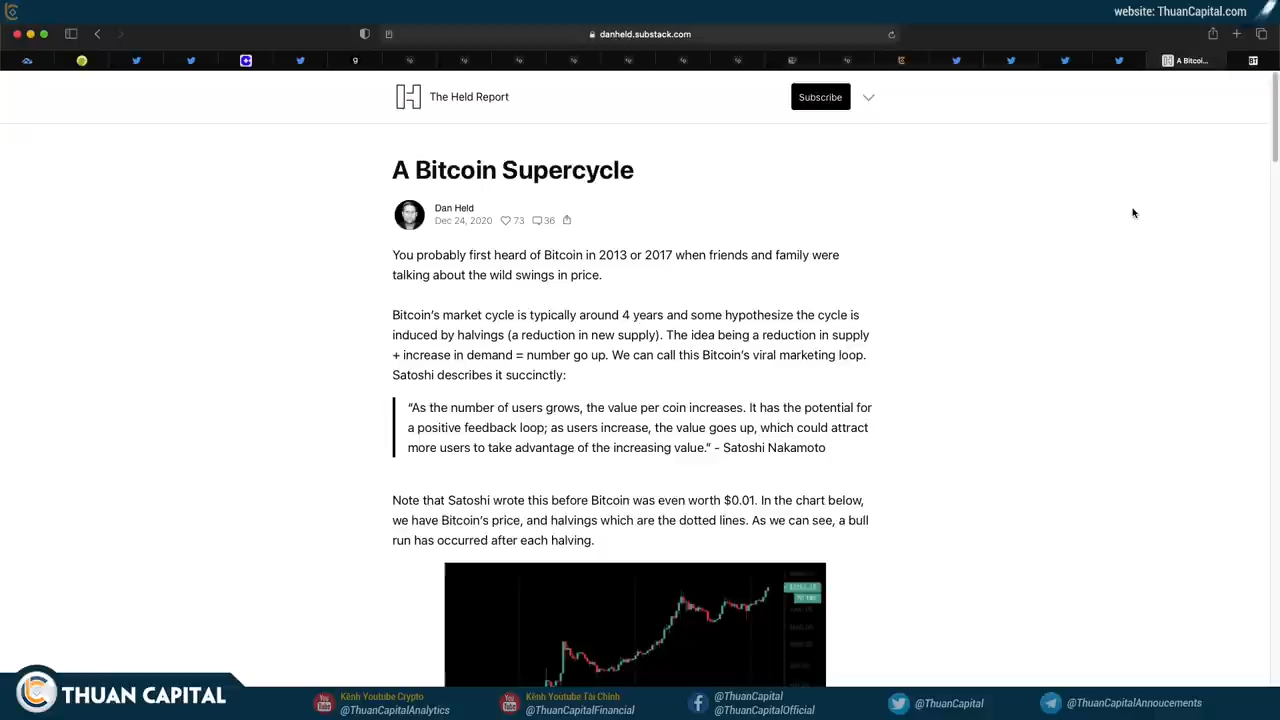 website: ThuanCapital.com
danheld.substack.com
A Bitcoi...
The Held Report
Subscribe
A Bitcoin Supercycle
Dan Held
Dec 24, 2020
73
36
You probably first heard of Bitcoin in 2013 or 2017 when friends and family were
talking about the wild swings in price.
Bitcoin’s market cycle is typically around 4 years and some hypothesize the cycle is
induced by halvings (a reduction in new supply). The idea being a reduction in supply
+ increase in demand = number go up. We can call this Bitcoin’s viral marketing loop.
Satoshi describes it succinctly:
“As the number of users grows, the value per coin increases. It has the potential for
a positive feedback loop; as users increase, the value goes up, which could attract
more users to take advantage of the increasing value.” - Satoshi Nakamoto
Note that Satoshi wrote this before Bitcoin was even worth $0.01. In the chart below,
we have Bitcoin’s price, and halvings which are the dotted lines. As we can see, a bull
run has occurred after each halving.
THUAN CAPITAL
Kênh Youtube Crypto
@ThuanCapitalAnalytics
Kênh Youtube Tài Chính
@ThuanCapitalFinancial
@ThuanCapital
@ThuanCapitalOfficial
@ThuanCapital
@ThuanCapitalAnnoucements